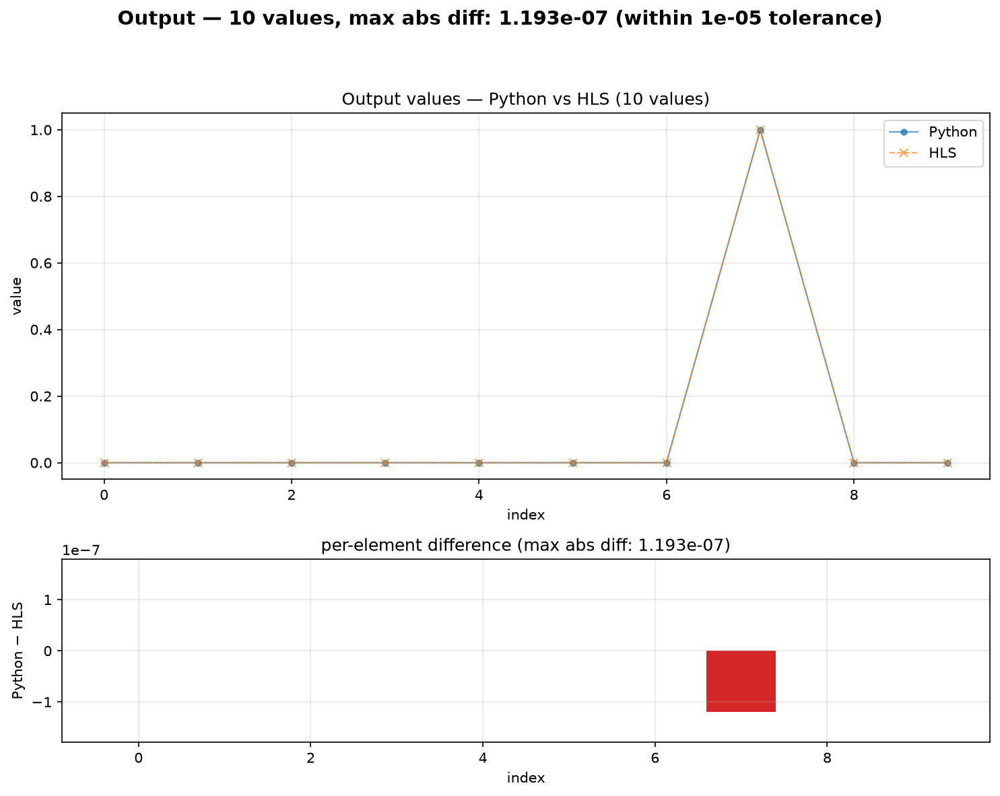 Output — 10 values, max abs diff: 1.193e-07 (within 1e-05 tolerance)
Output values — Python vs HLS (10 values)
Python
HLS
1.0
0.8
0.6
0.4
0.2
0.0
value
0 2 4 6 8
index
per-element difference (max abs diff: 1.193e-07)
1e−7
1
0
−1
Python − HLS
0 2 4 6 8
index